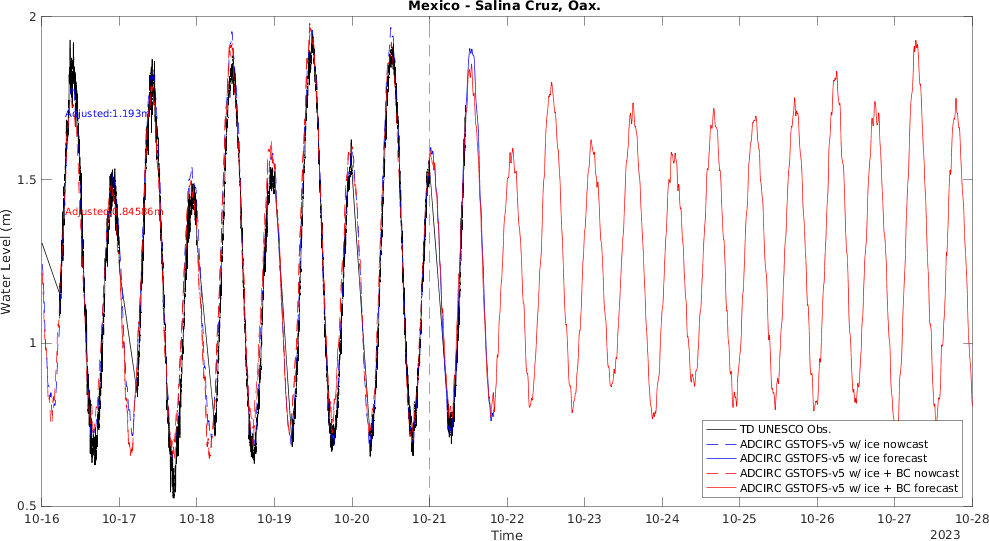 Mexico - Salina Cruz, Oax.
2
1.5
1
0.5
Water Level (m)
Adjusted:1.193m
Adjusted:0.84586m
TD UNESCO Obs.
ADCIRC GSTOFS-v5 w/ ice nowcast
ADCIRC GSTOFS-v5 w/ ice forecast
ADCIRC GSTOFS-v5 w/ ice + BC nowcast
ADCIRC GSTOFS-v5 w/ ice + BC forecast
10-16 10-17 10-18 10-19 10-20 10-21 10-22 10-23 10-24 10-25 10-26 10-27 10-28
Time
2023